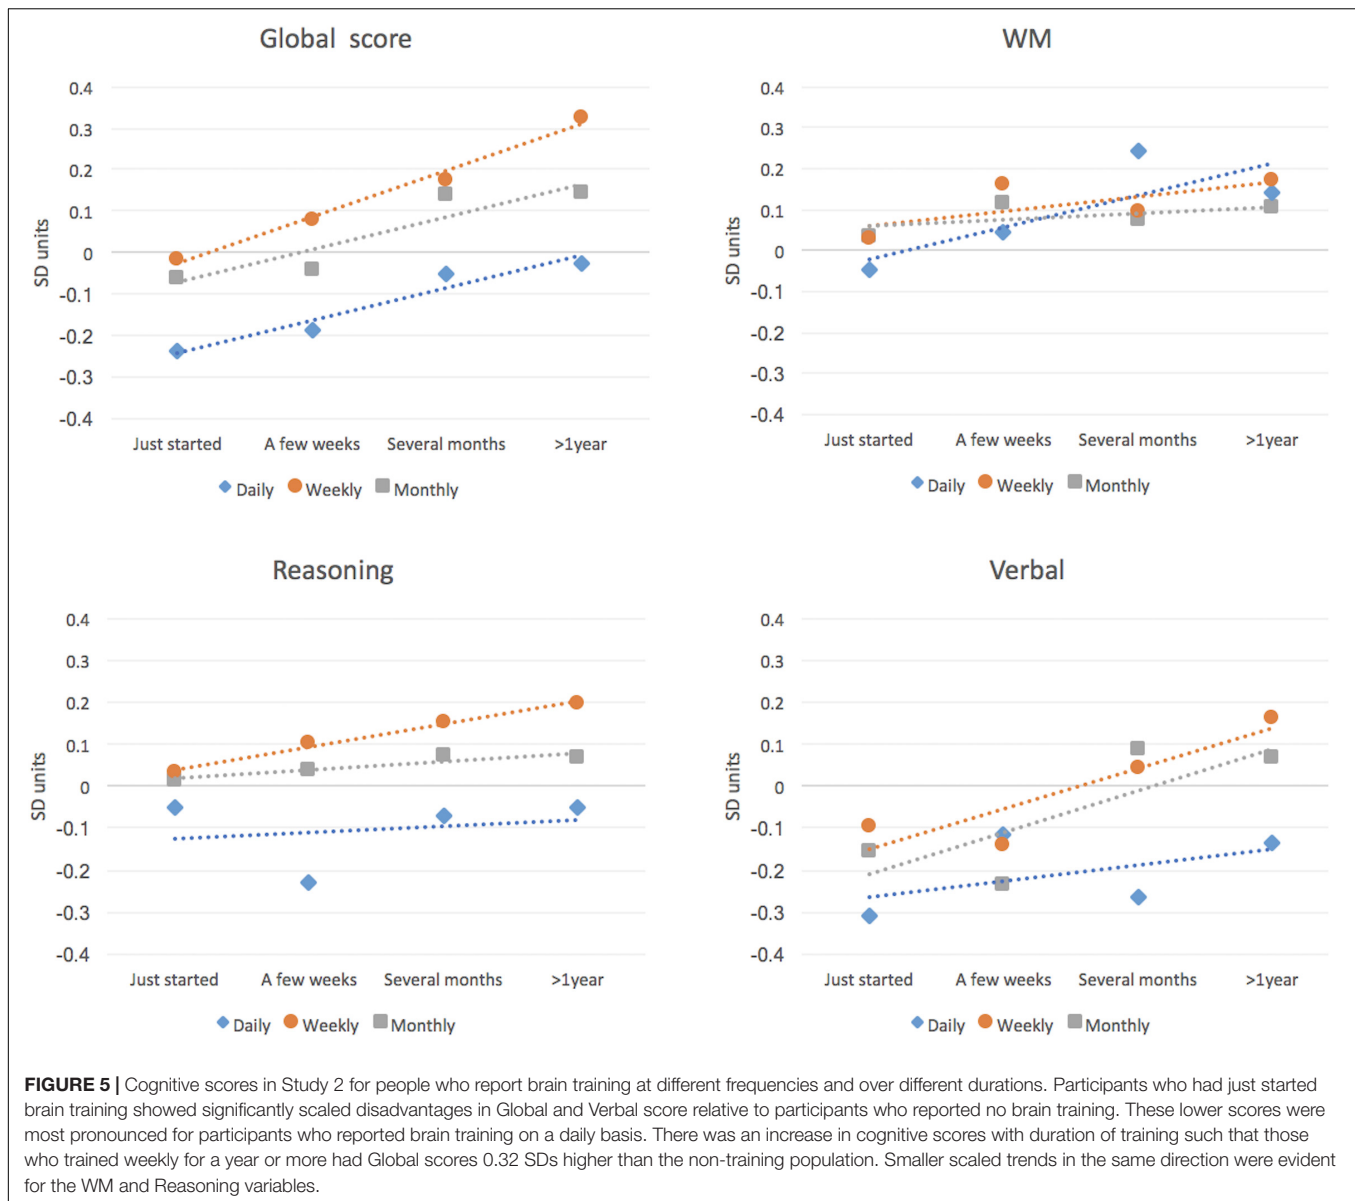 Global score
0.4
0.3
0.2
0.1
0
-0.1
-0.2
-0.3
-0.4
SD units
Just started A few weeks Several months >1year
Daily Weekly Monthly
WM
0.4
0.3
0.2
0.1
0
-0.1
-0.2
-0.3
-0.4
SD units
Just started A few weeks Several months >1year
Daily Weekly Monthly
Reasoning
0.4
0.3
0.2
0.1
0
-0.1
-0.2
-0.3
-0.4
SD units
Just started A few weeks Several months >1year
Daily Weekly Monthly
Verbal
0.4
0.3
0.2
0.1
0
-0.1
-0.2
-0.3
-0.4
SD units
Just started A few weeks Several months >1year
Daily Weekly Monthly
FIGURE 5 | Cognitive scores in Study 2 for people who report brain training at different frequencies and over different durations. Participants who had just started
brain training showed significantly scaled disadvantages in Global and Verbal score relative to participants who reported no brain training. These lower scores were
most pronounced for participants who reported brain training on a daily basis. There was an increase in cognitive scores with duration of training such that those
who trained weekly for a year or more had Global scores 0.32 SDs higher than the non-training population. Smaller scaled trends in the same direction were evident
for the WM and Reasoning variables.